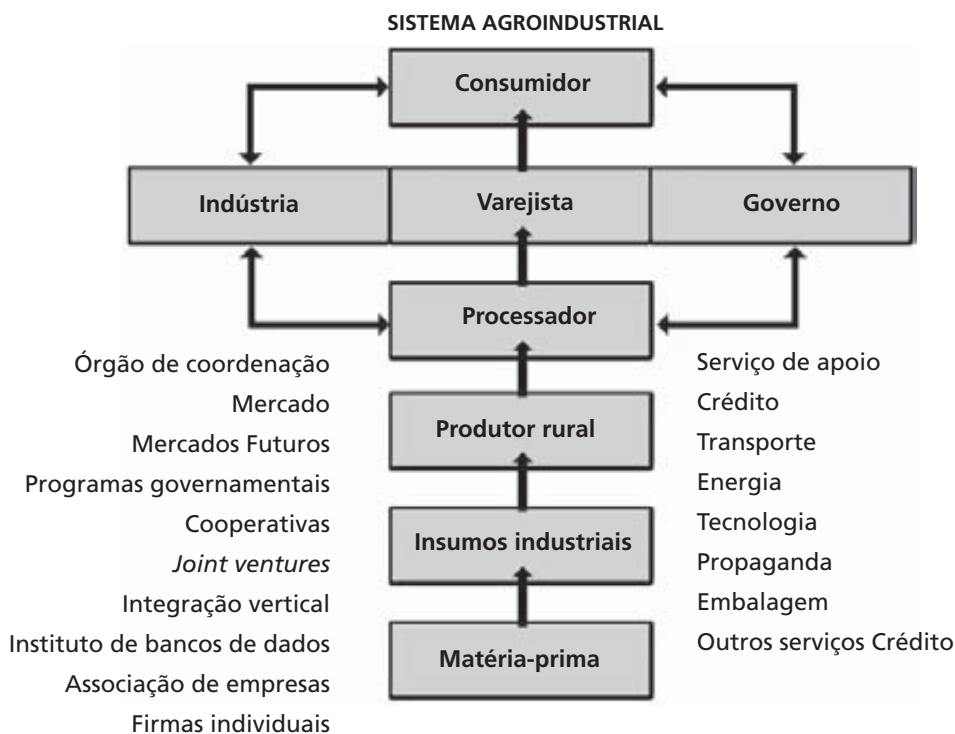 SISTEMA AGROINDUSTRIAL
Consumidor
Indústria
Varejista
Governo
Processador
Órgão de coordenação
Mercado
Mercados Futuros
Programas governamentais
Cooperativas
Joint ventures
Integração vertical
Instituto de bancos de dados
Associação de empresas
Firmas individuais
Produtor rural
Insumos industriais
Matéria-prima
Serviço de apoio
Crédito
Transporte
Energia
Tecnologia
Propaganda
Embalagem
Outros serviços Crédito